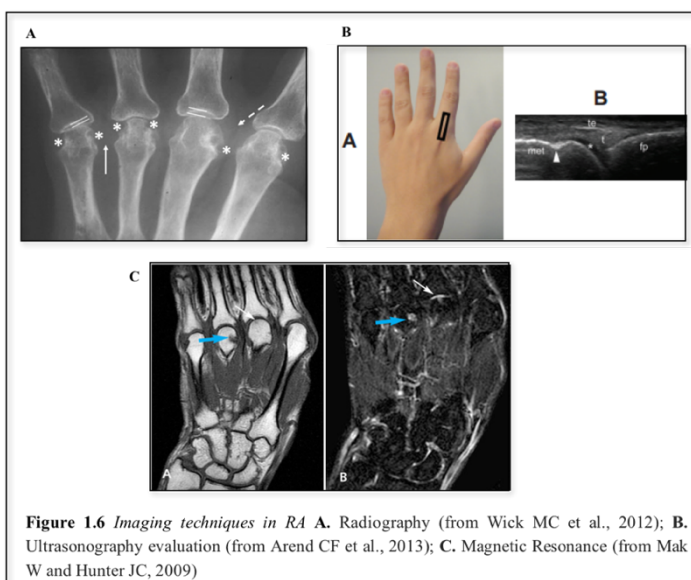 A
B
* * * * * *
A
B
te
t
met
*
fp
C
A
B
Figure 1.6 Imaging techniques in RA A. Radiography (from Wick MC et al., 2012); B.
Ultrasonography evaluation (from Arend CF et al., 2013); C. Magnetic Resonance (from Mak
W and Hunter JC, 2009)